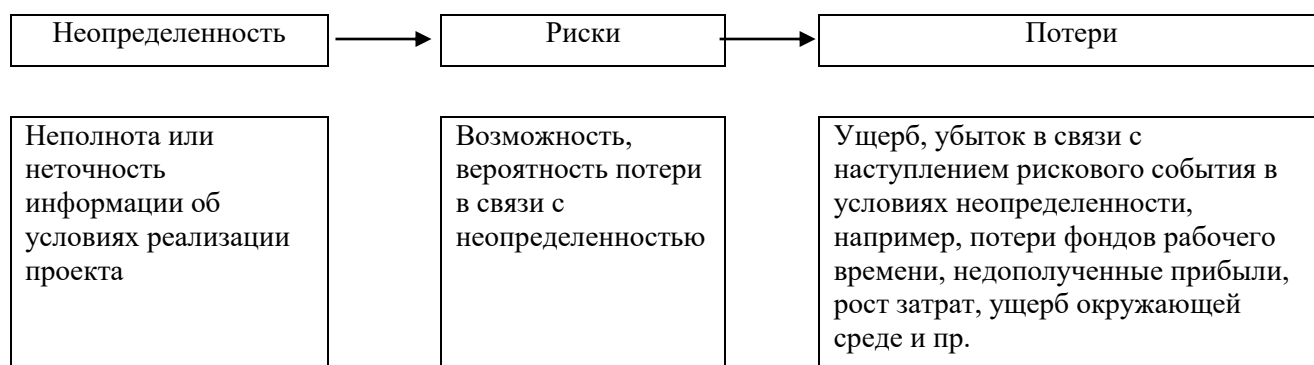 Неопределенность
Риски
Потери
Неполнота или
неточность
информации об
условиях реализации
проекта
Возможность,
вероятность потери
в связи с
неопределенностью
Ущерб, убыток в связи с
наступлением рискового события в
условиях неопределенности,
например, потери фондов рабочего
времени, недополученные прибыли,
рост затрат, ущерб окружающей
среде и пр.